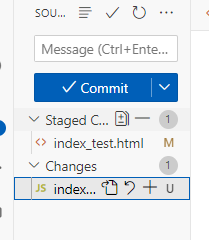 SOU...
Message (Ctrl+Ente...
Commit
Staged C... 1
index_test.html M
Changes 1
JS index... U